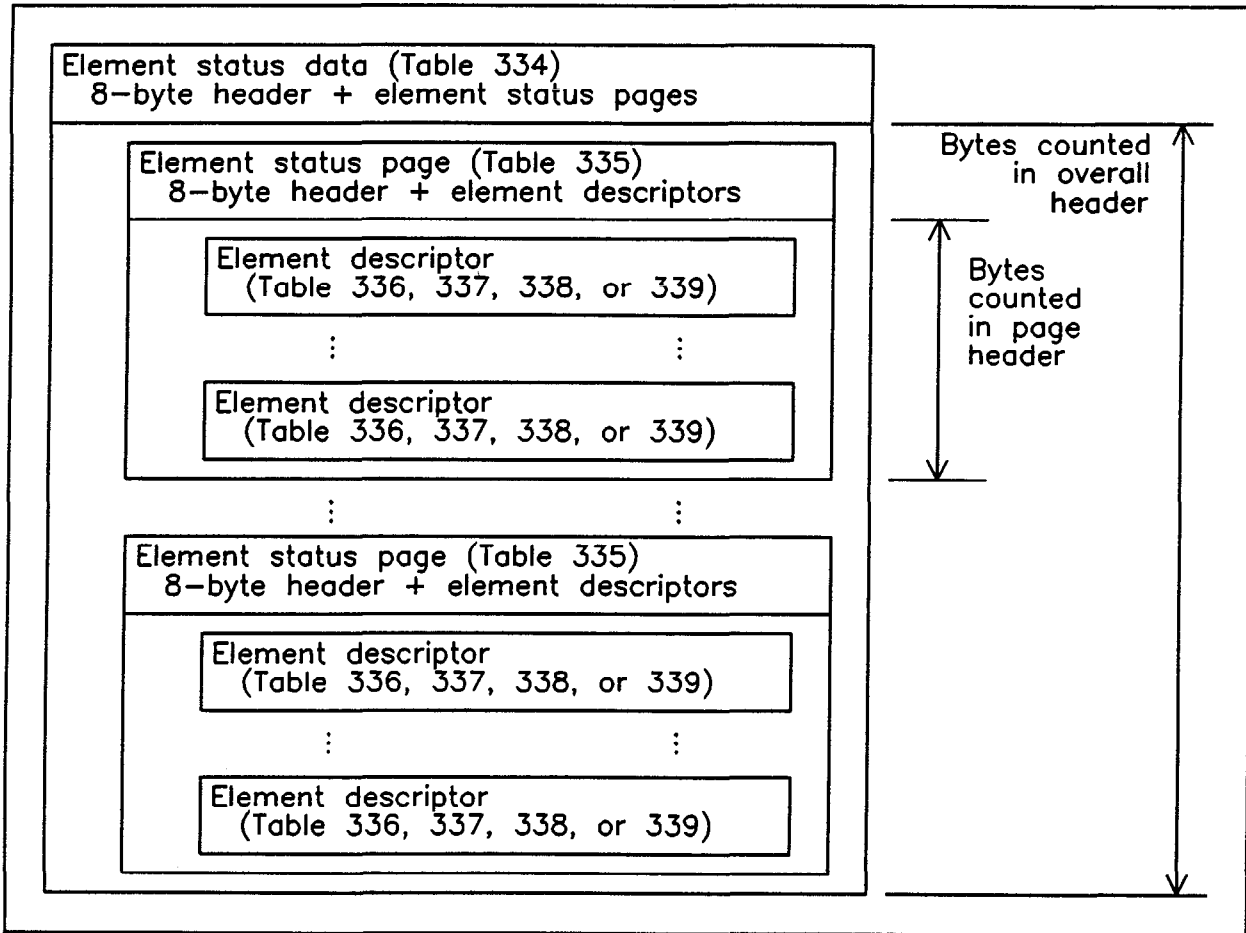 Element status data (Table 334)
8-byte header + element status pages
Bytes counted
in overall
header
Element status page (Table 335)
8-byte header + element descriptors
Element descriptor
(Table 336, 337, 338, or 339)
Bytes
counted
in page
header
Element descriptor
(Table 336, 337, 338, or 339)
Element status page (Table 335)
8-byte header + element descriptors
Element descriptor
(Table 336, 337, 338, or 339)
Element descriptor
(Table 336, 337, 338, or 339)